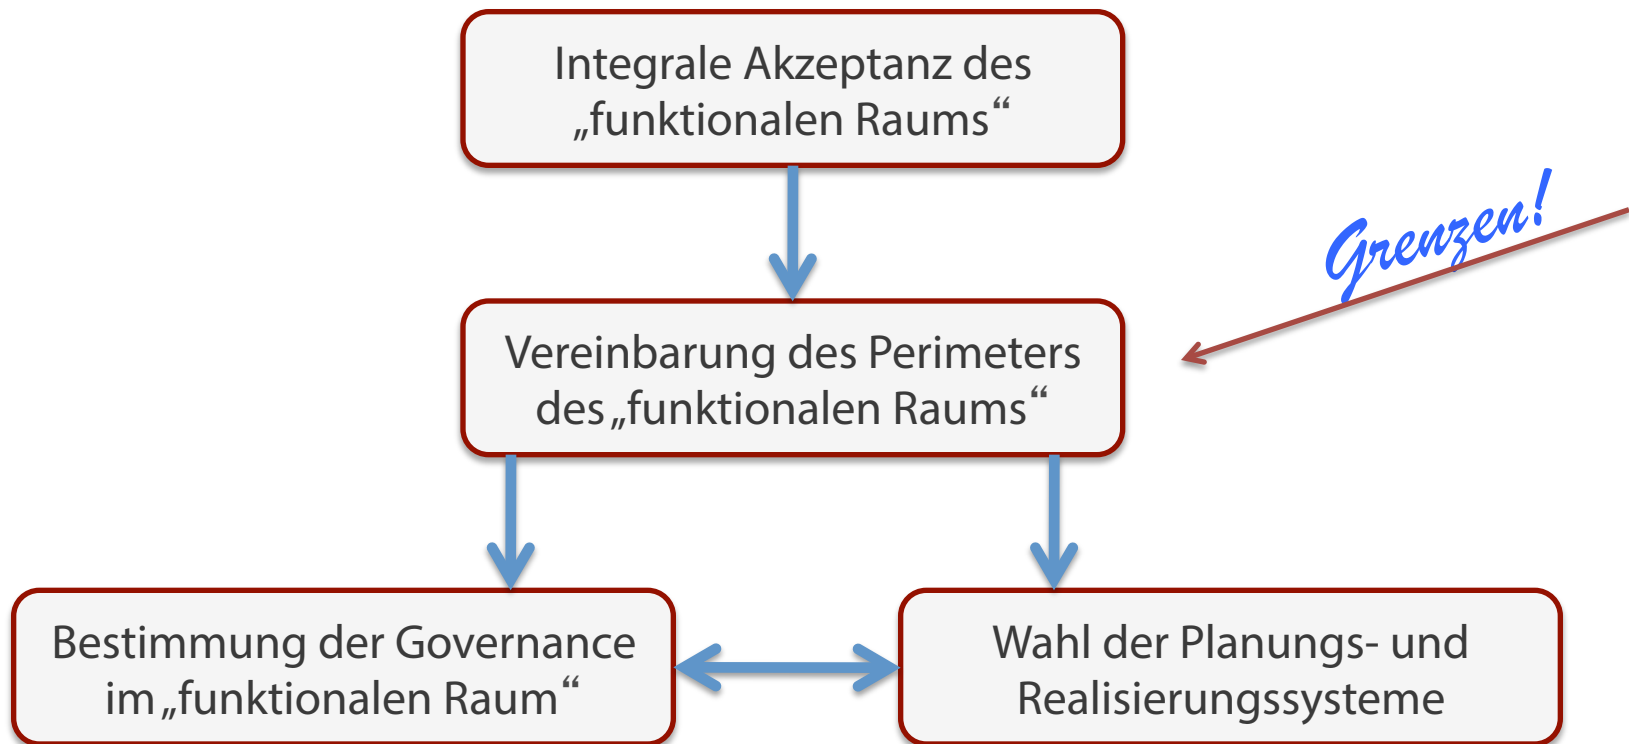 Integrale Akzeptanz des
„funktionalen Raums“
Grenzen!
Vereinbarung des Perimeters
des „funktionalen Raums“
Bestimmung der Governance
im „funktionalen Raum“
Wahl der Planungs- und
Realisierungssysteme